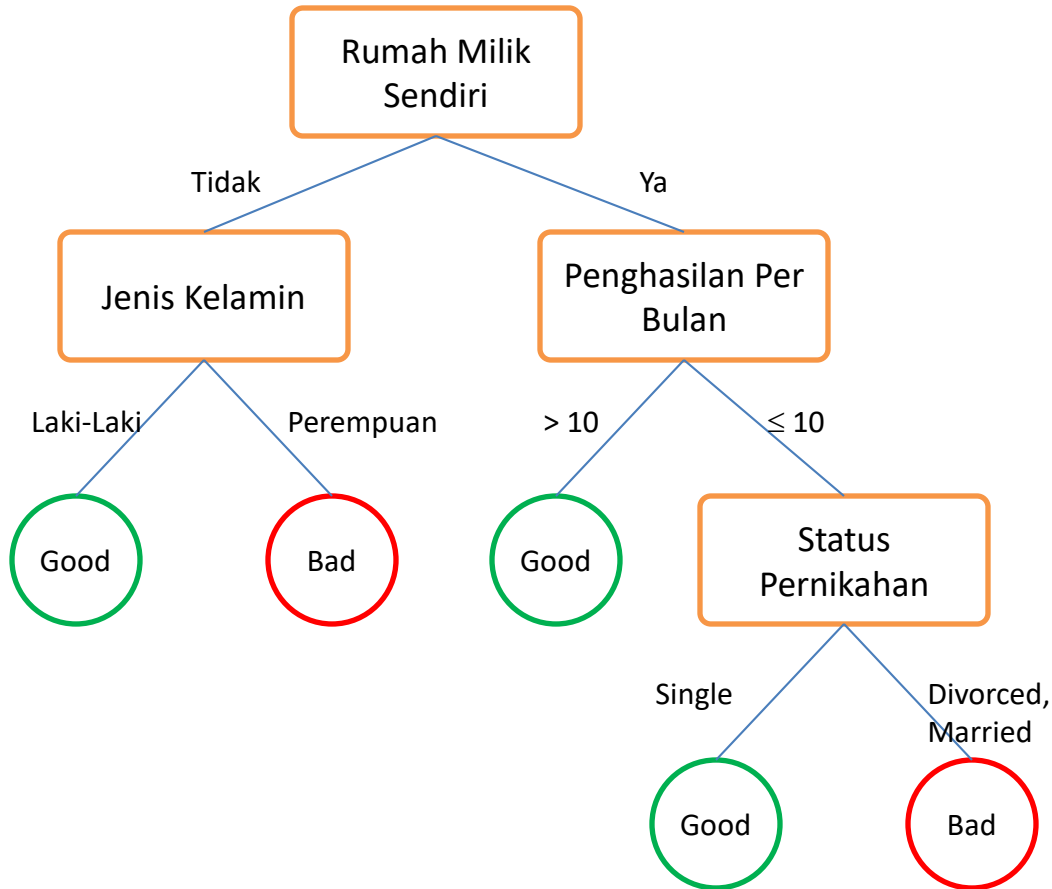 Rumah Milik
Sendiri
Tidak
Ya
Jenis Kelamin
Penghasilan Per
Bulan
Laki-Laki
Perempuan
> 10
≤ 10
Good
Bad
Good
Status
Pernikahan
Single
Divorced,
Married
Good
Bad